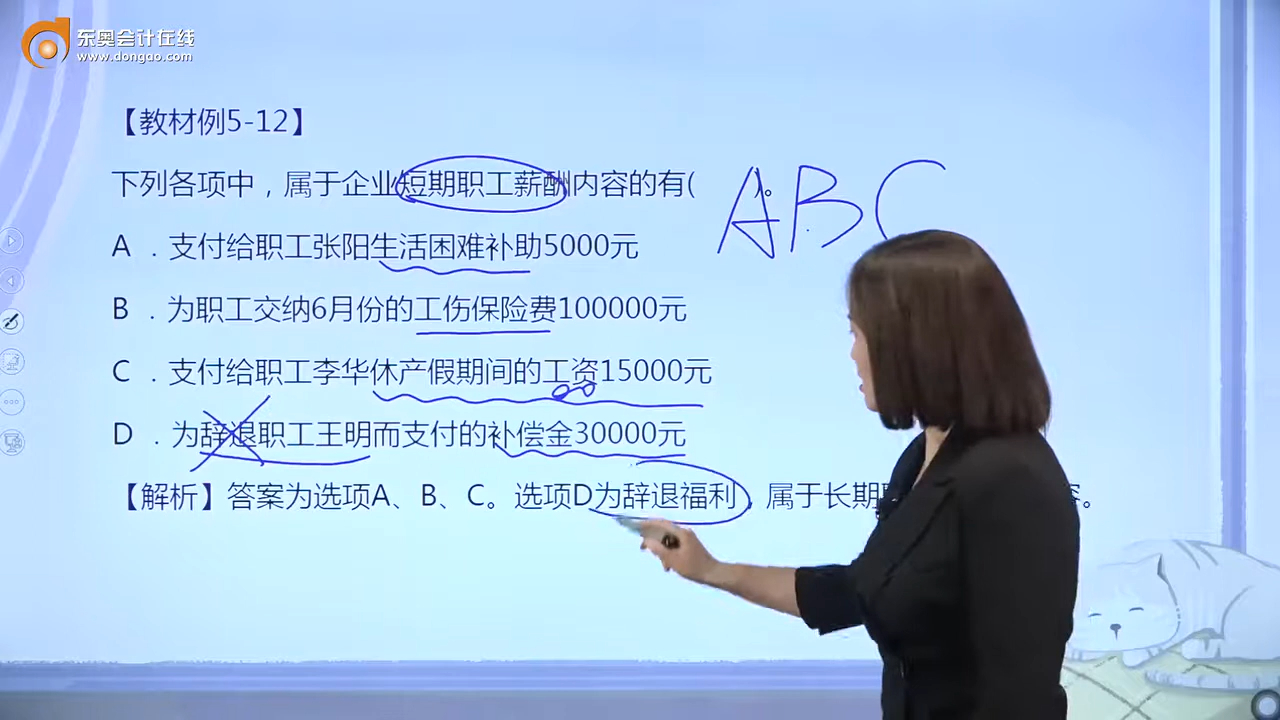 东奥会计在线
www.dongao.com
【教材例5-12】
下列各项中，属于企业短期职工薪酬内容的有( )。
ABC
A．支付给职工张阳生活困难补助5000元
B．为职工交纳6月份的工伤保险费100000元
C．支付给职工李华休产假期间的工资15000元
D．为辞退职工王明而支付的补偿金30000元
【解析】答案为选项A、B、C。选项D为辞退福利，属于长期 。